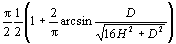 π/2 1/2 (1 + 2/π arcsin D/√(16H² + D²))